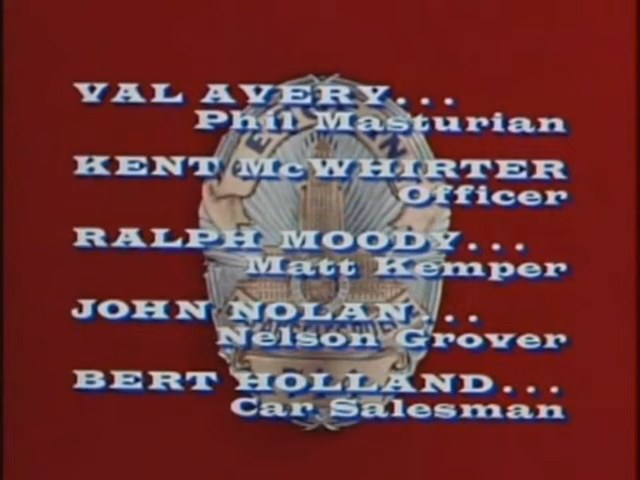 VAL AVERY...
Phil Masturian
KENT McWHIRTER
Officer
RALPH MOODY...
Matt Kemper
JOHN NOLAN...
Nelson Grover
BERT HOLLAND...
Car Salesman